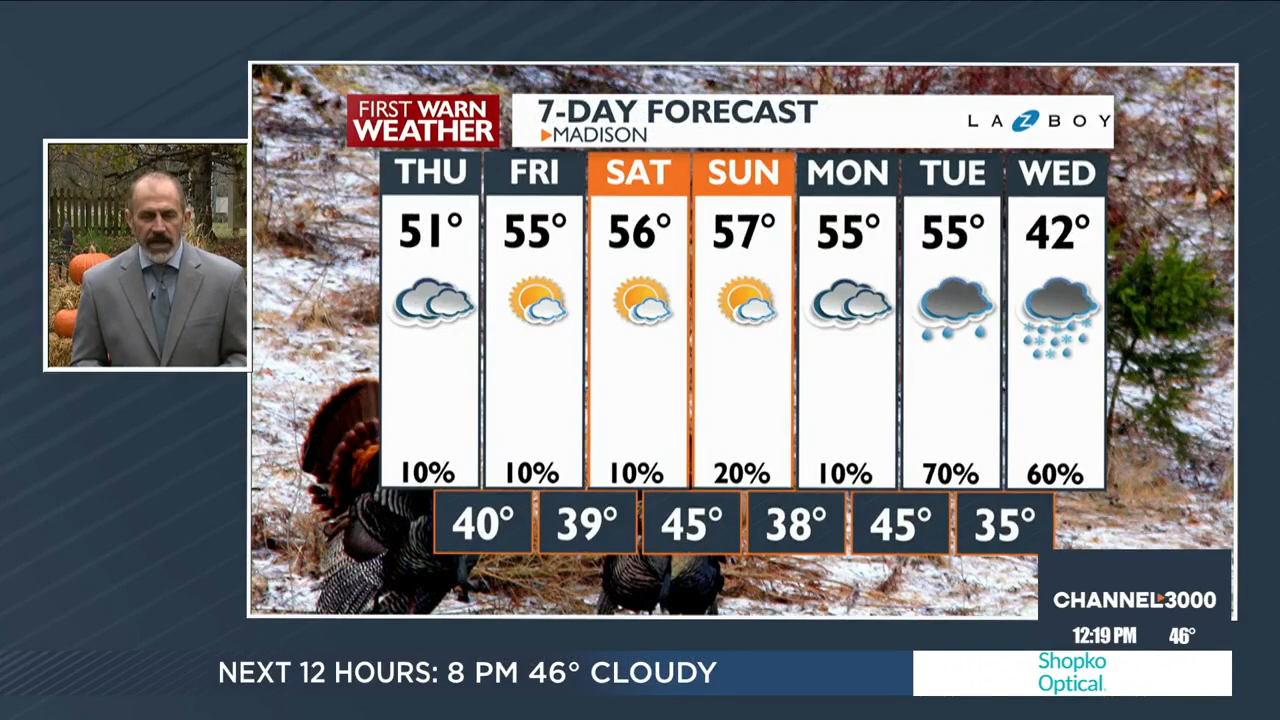 FIRST WARN
WEATHER
7-DAY FORECAST
MADISON
LAZBOY
THU FRI SAT SUN MON TUE WED
51° 55° 56° 57° 55° 55° 42°
10% 10% 10% 20% 10% 70% 60%
40° 39° 45° 38° 45° 35°
CHANNEL3000
12:19 PM 46°
NEXT 12 HOURS: 8 PM 46° CLOUDY
Shopko
Optical.